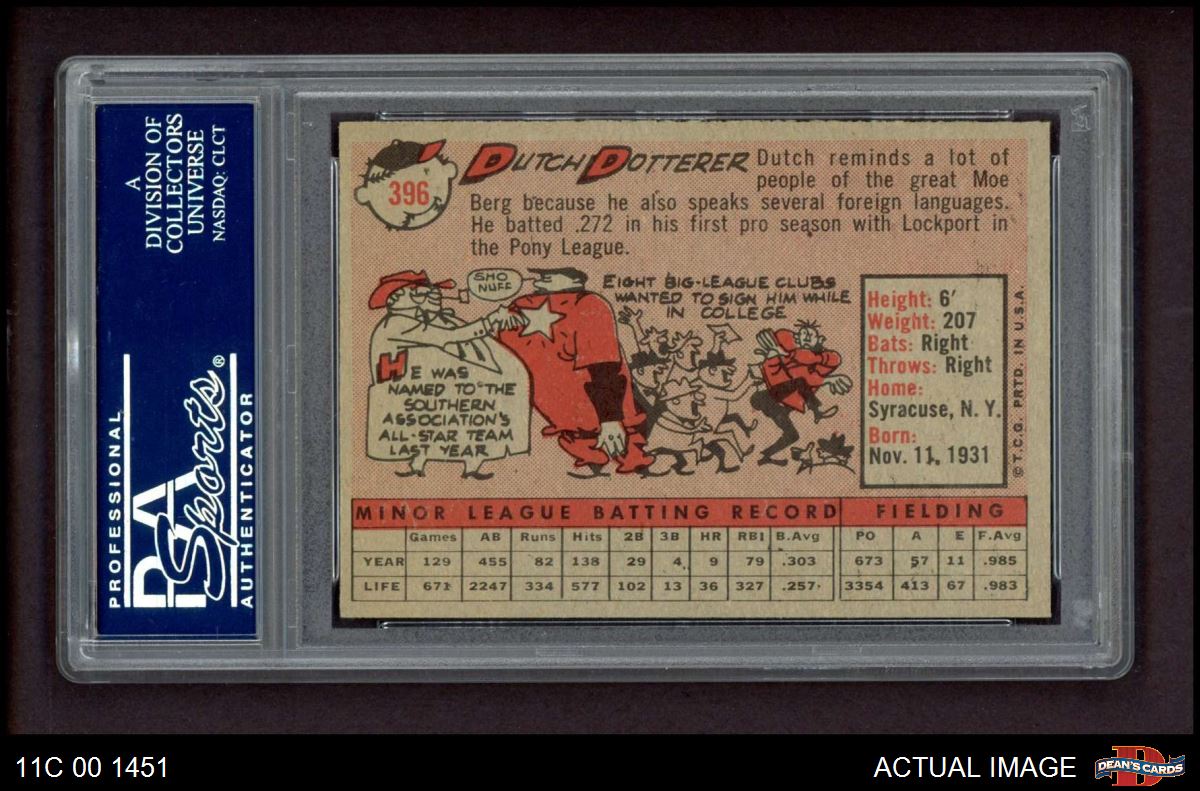 A
DIVISION OF
COLLECTORS
UNIVERSE
NASDAQ: CLCT
PROFESSIONAL
PSA
Sports®
AUTHENTICATOR
396
DUTCH DOTTERER
Dutch reminds a lot of
people of the great Moe
Berg because he also speaks several foreign languages.
He batted .272 in his first pro season with Lockport in
the Pony League.
SHO
NUFF
HE WAS
NAMED TO THE
SOUTHERN
ASSOCIATION'S
ALL-STAR TEAM
LAST YEAR
EIGHT BIG-LEAGUE CLUBS
WANTED TO SIGN HIM WHILE
IN COLLEGE
Height: 6'
Weight: 207
Bats: Right
Throws: Right
Home:
Syracuse, N. Y.
Born:
Nov. 11, 1931
© T.C.G. PRTD. IN U.S.A.
MINOR LEAGUE BATTING RECORD FIELDING
Games AB Runs Hits 2B 3B HR RBI B.Avg PO A E F.Avg
YEAR 129 455 82 138 29 4 9 79 .303 673 57 11 .985
LIFE 671 2247 334 577 102 13 36 327 .257 3354 413 67 .983
11C 00 1451
ACTUAL IMAGE
DEAN'S CARDS